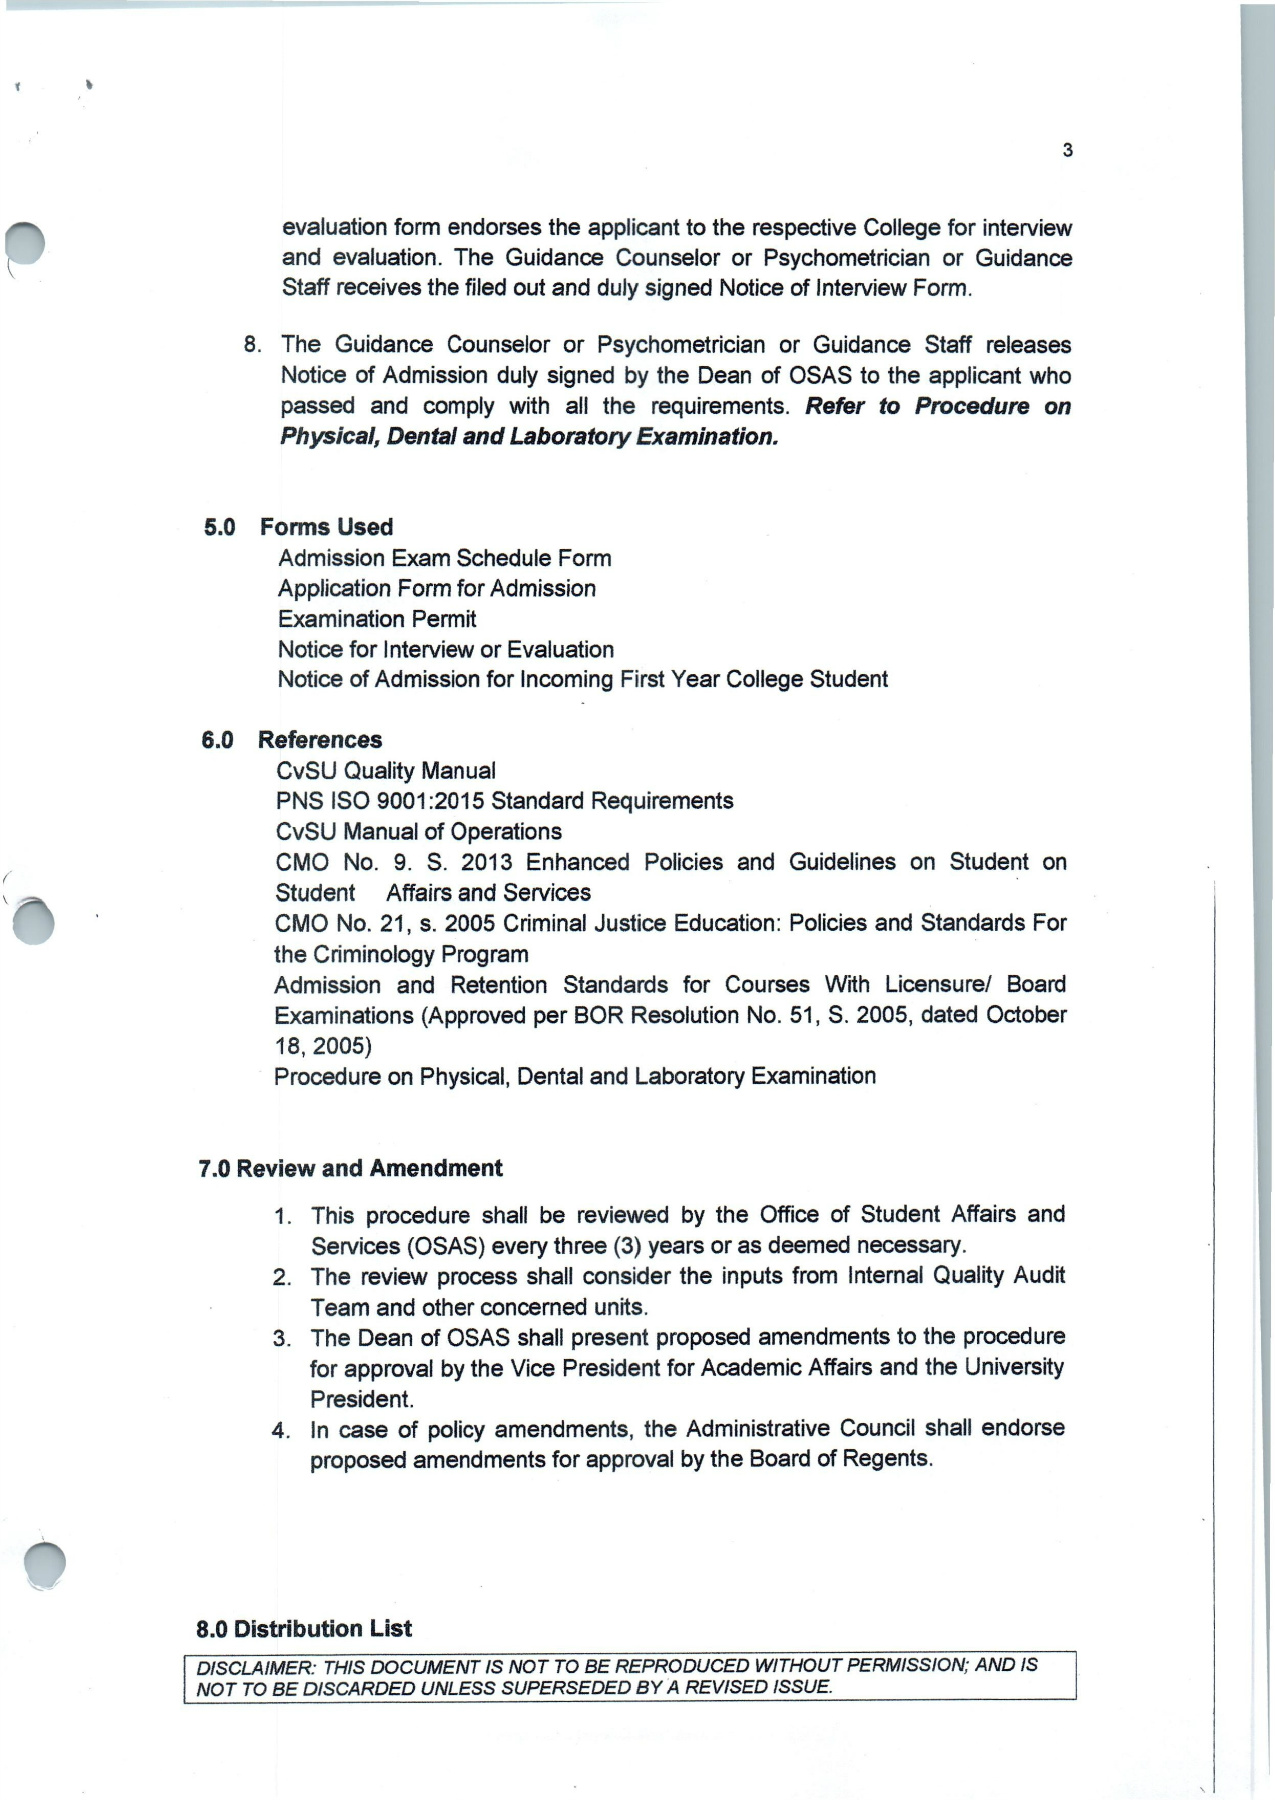 3
evaluation form endorses the applicant to the respective College for interview
and evaluation. The Guidance Counselor or Psychometrician or Guidance
Staff receives the filed out and duly signed Notice of Interview Form.
8. The Guidance Counselor or Psychometrician or Guidance Staff releases
Notice of Admission duly signed by the Dean of OSAS to the applicant who
passed and comply with all the requirements. Refer to Procedure on
Physical, Dental and Laboratory Examination.
5.0 Forms Used
Admission Exam Schedule Form
Application Form for Admission
Examination Permit
Notice for Interview or Evaluation
Notice of Admission for Incoming First Year College Student
6.0 References
CvSU Quality Manual
PNS ISO 9001:2015 Standard Requirements
CvSU Manual of Operations
CMO No. 9. S. 2013 Enhanced Policies and Guidelines on Student on
Student Affairs and Services
CMO No. 21, s. 2005 Criminal Justice Education: Policies and Standards For
the Criminology Program
Admission and Retention Standards for Courses With Licensure/ Board
Examinations (Approved per BOR Resolution No. 51, S. 2005, dated October
18, 2005)
Procedure on Physical, Dental and Laboratory Examination
7.0 Review and Amendment
1. This procedure shall be reviewed by the Office of Student Affairs and
Services (OSAS) every three (3) years or as deemed necessary.
2. The review process shall consider the inputs from Internal Quality Audit
Team and other concerned units.
3. The Dean of OSAS shall present proposed amendments to the procedure
for approval by the Vice President for Academic Affairs and the University
President.
4. In case of policy amendments, the Administrative Council shall endorse
proposed amendments for approval by the Board of Regents.
8.0 Distribution List
DISCLAIMER: THIS DOCUMENT IS NOT TO BE REPRODUCED WITHOUT PERMISSION; AND IS
NOT TO BE DISCARDED UNLESS SUPERSEDED BY A REVISED ISSUE.